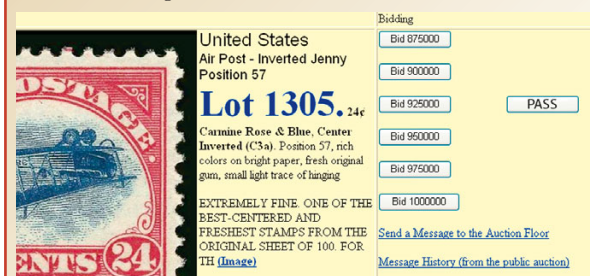 Bidding
United States
Air Post - Inverted Jenny
Position 57
Lot 1305. 24¢
Carmine Rose & Blue, Center
Inverted (C3a). Position 57, rich
colors on bright paper, fresh original
gum, small light trace of hinging
EXTREMELY FINE. ONE OF THE
BEST-CENTERED AND
FRESHEST STAMPS FROM THE
ORIGINAL SHEET OF 100. FOR
TH (Image)
Bid 875000
Bid 900000
Bid 925000
PASS
Bid 950000
Bid 975000
Bid 1000000
Send a Message to the Auction Floor
Message History (from the public auction)
OSTAGE
ENTS 24